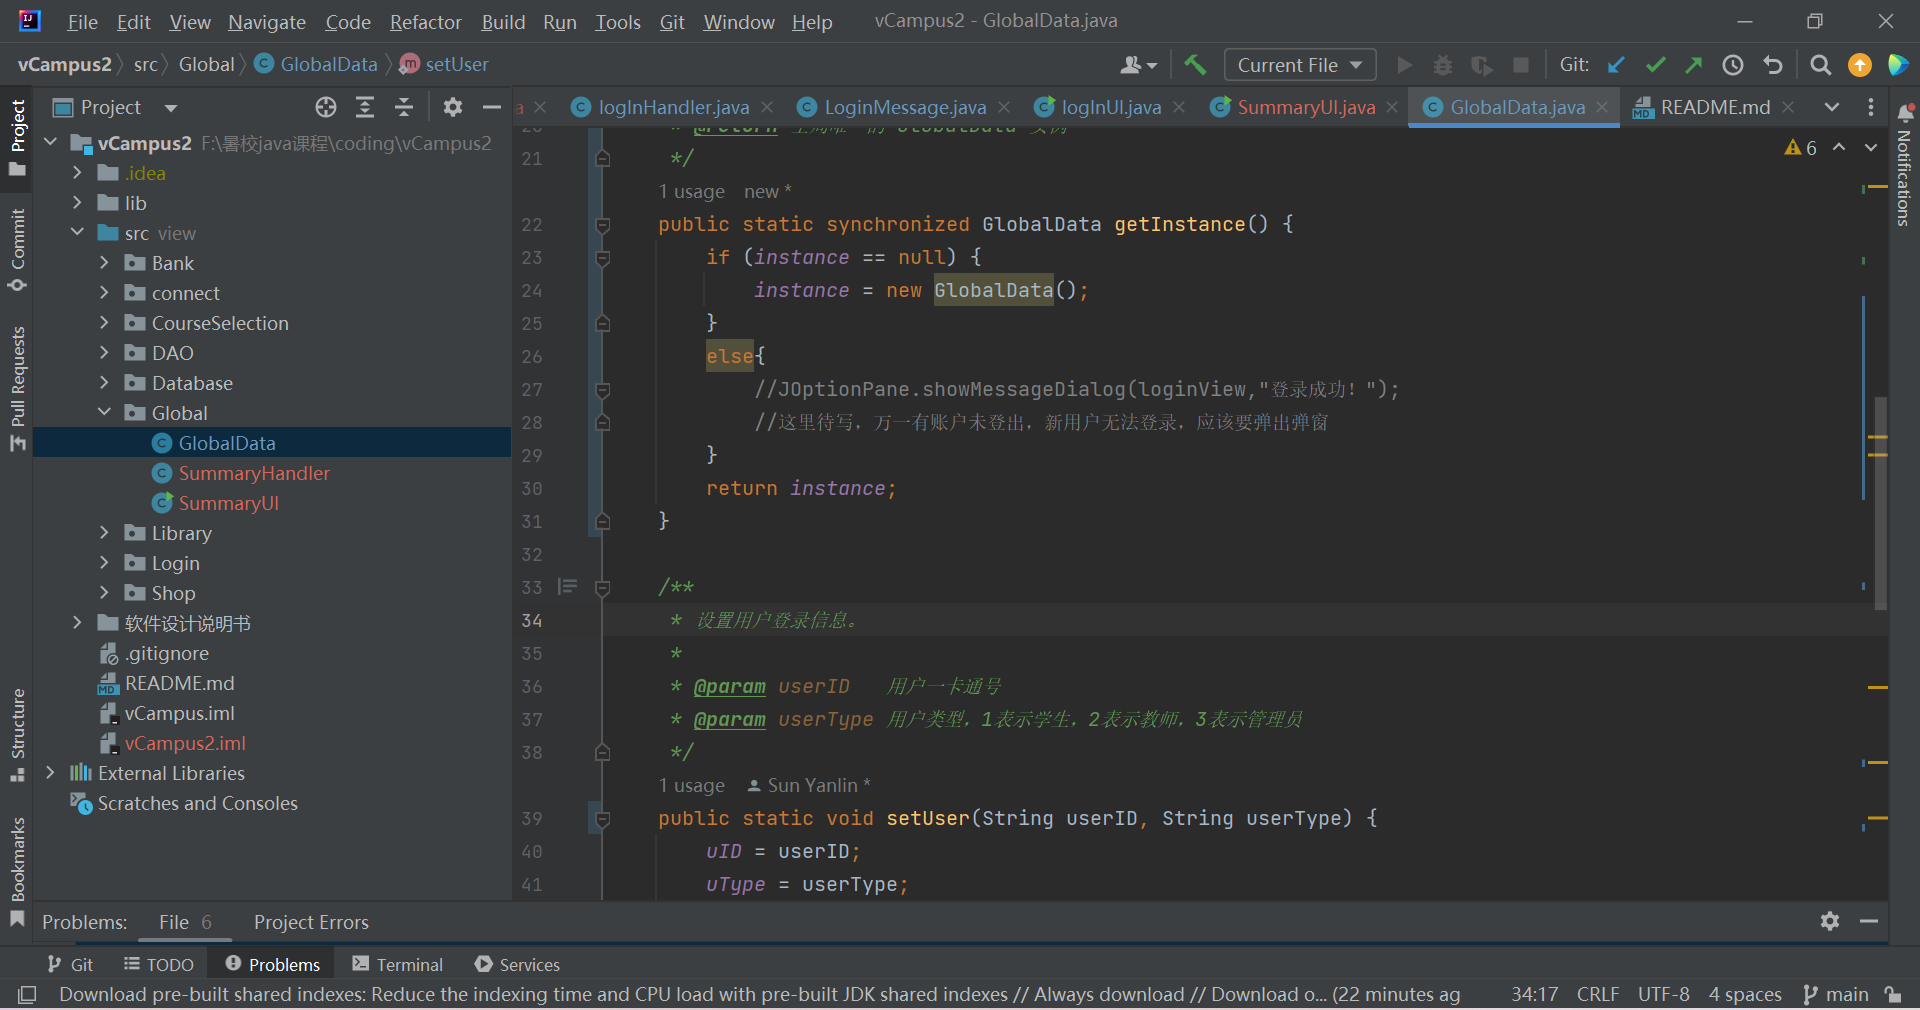 File Edit View Navigate Code Refactor Build Run Tools Git Window Help vCampus2 - GlobalData.java
vCampus2 src Global GlobalData setUser Current File Git:
Project
logInHandler.java LoginMessage.java logInUI.java SummaryUI.java GlobalData.java README.md
vCampus2 F:\暑校java课程\coding\vCampus2
.idea
lib
src view
Bank
connect
CourseSelection
DAO
Database
Global
GlobalData
SummaryHandler
SummaryUI
Library
Login
Shop
软件设计说明书
.gitignore
README.md
vCampus.iml
vCampus2.iml
External Libraries
Scratches and Consoles
Project
Commit
Pull Requests
Structure
Bookmarks
Notifications
6
21 */
1 usage new *
22 public static synchronized GlobalData getInstance() {
23 if (instance == null) {
24 instance = new GlobalData();
25 }
26 else{
27 //JOptionPane.showMessageDialog(loginView,"登录成功！");
28 //这里待写，万一有账户未登出，新用户无法登录，应该要弹出弹窗
29 }
30 return instance;
31 }
32
33 /**
34 * 设置用户登录信息。
35 *
36 * @param userID 用户一卡通号
37 * @param userType 用户类型，1表示学生，2表示教师，3表示管理员
38 */
1 usage Sun Yanlin *
39 public static void setUser(String userID, String userType) {
40 uID = userID;
41 uType = userType;
Problems: File 6 Project Errors
Git TODO Problems Terminal Services
Download pre-built shared indexes: Reduce the indexing time and CPU load with pre-built JDK shared indexes // Always download // Download o... (22 minutes ag 34:17 CRLF UTF-8 4 spaces main